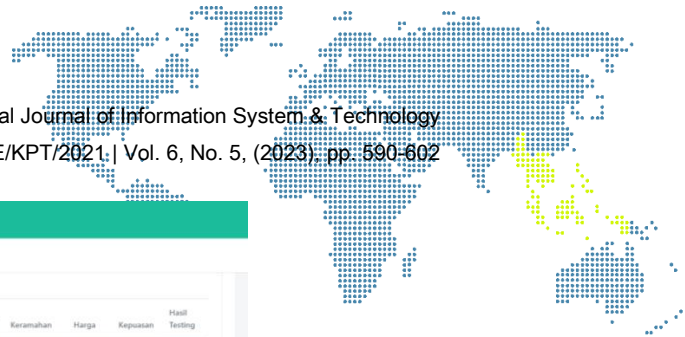 al Journal of Information System & Technology
E/KPT/2021 | Vol. 6, No. 5, (2023), pp. 590-602
Keramahan Harga Kepuasan Hasil Testing